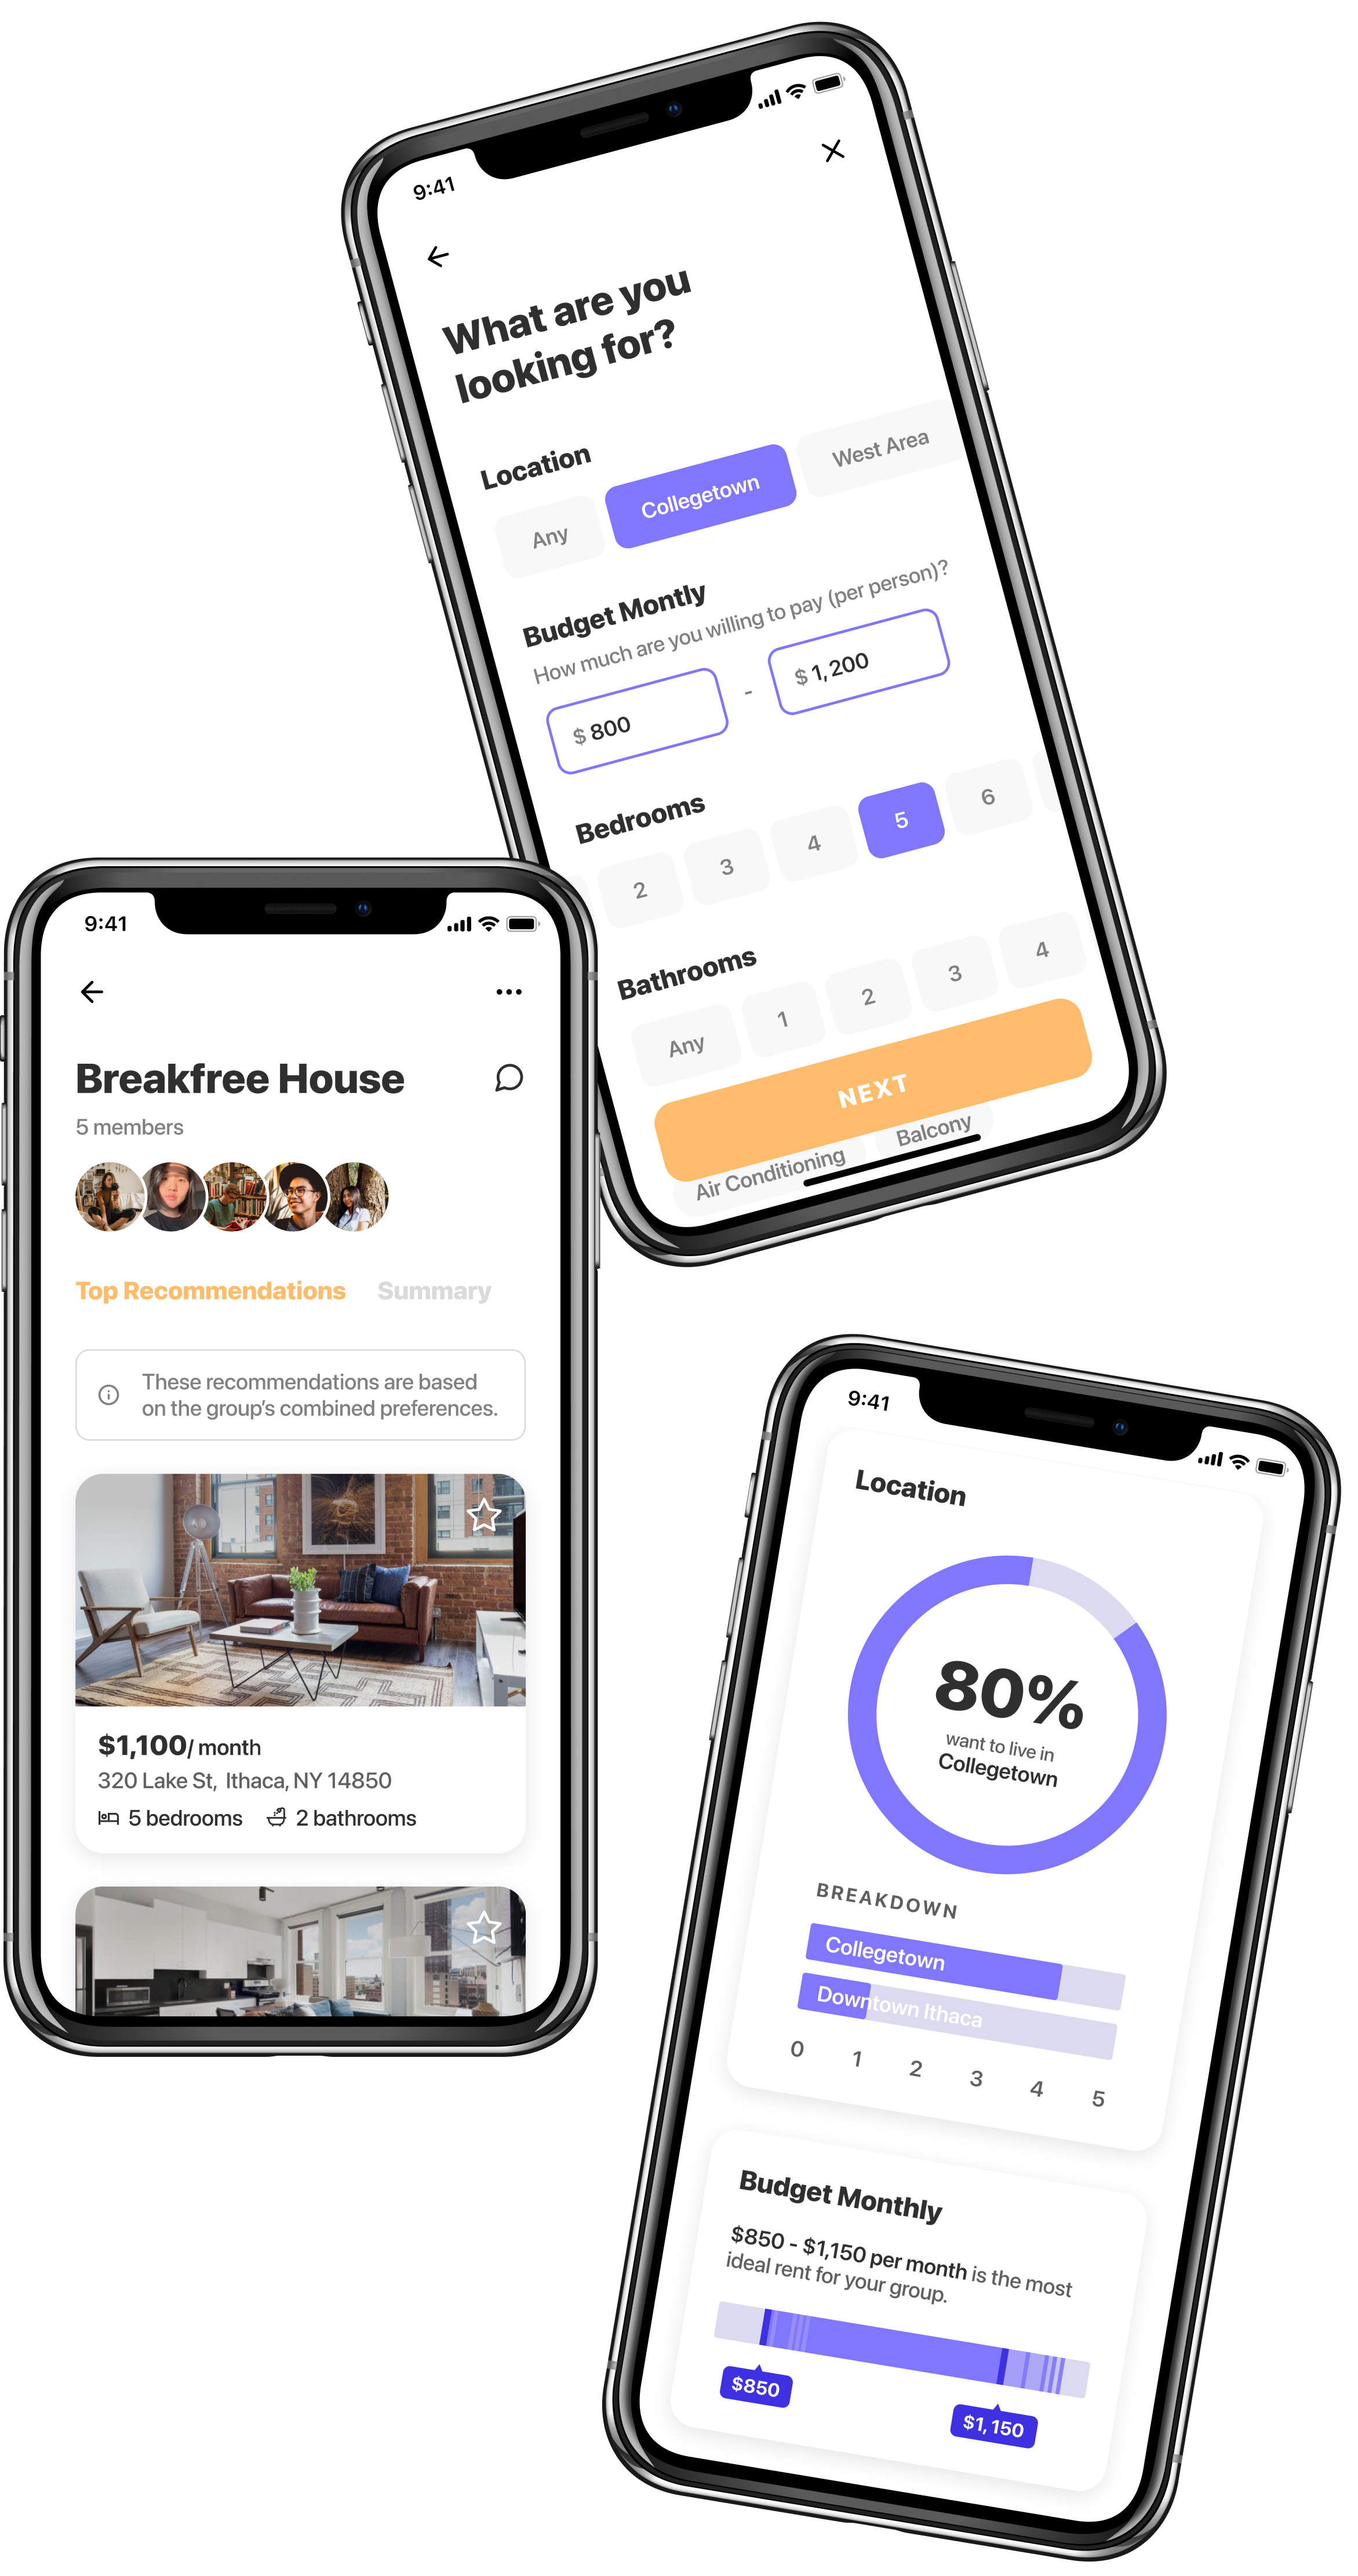 9:41
What are you
looking for?
Location
Any
Collegetown
West Area
Budget Montly
How much are you willing to pay (per person)?
$ 800
-
$ 1,200
Bedrooms
2
3
4
5
6
Bathrooms
Any
1
2
3
4
NEXT
Air Conditioning
Balcony
9:41
Breakfree House
5 members
Top Recommendations
Summary
These recommendations are based
on the group's combined preferences.
$1,100/ month
320 Lake St, Ithaca, NY 14850
5 bedrooms
2 bathrooms
9:41
Location
80%
want to live in
Collegetown
BREAKDOWN
Collegetown
Downtown Ithaca
0 1 2 3 4 5
Budget Monthly
$850 - $1,150 per month is the most
ideal rent for your group.
$850
$1,150